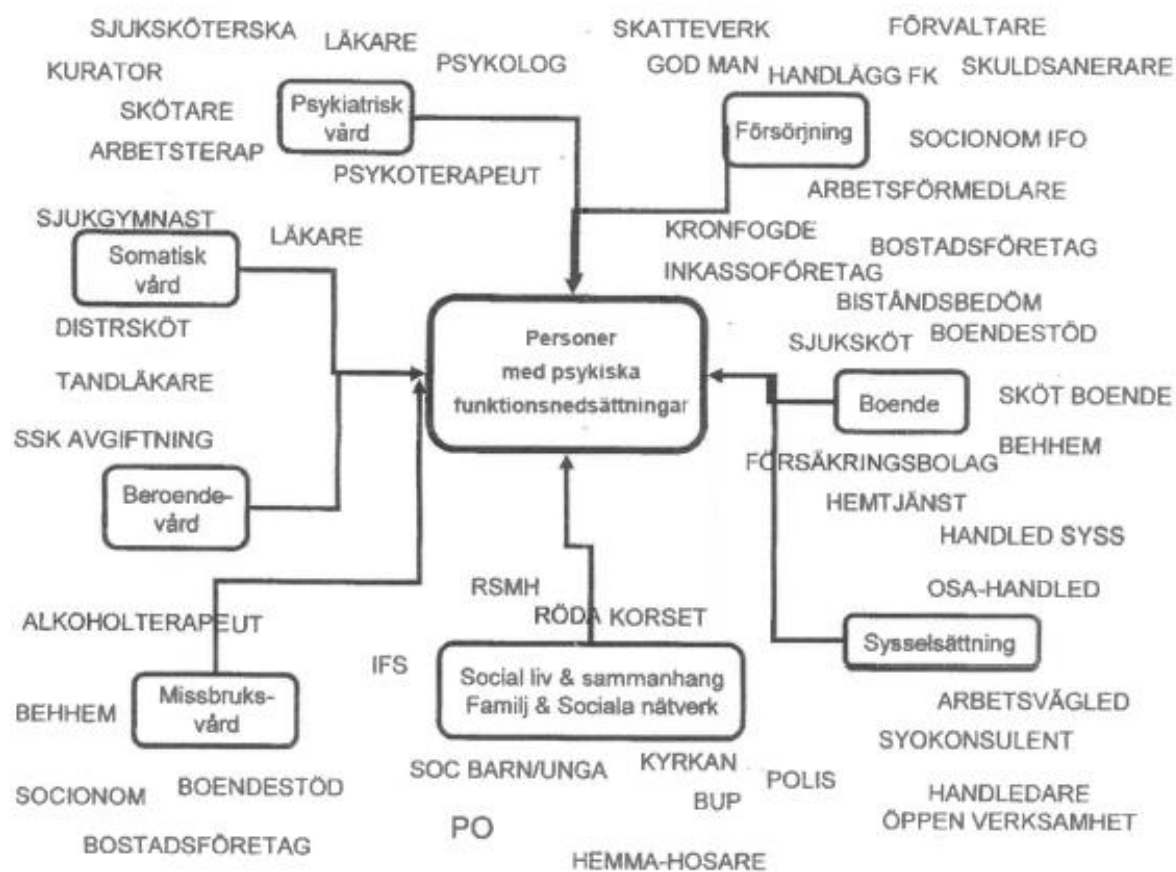 SJUKSKÖTERSKA
LÄKARE
PSYKOLOG
KURATOR
SKÖTARE
Psykiatrisk
vård
ARBETSTERAP
PSYKOTERAPEUT
SKATTEVERK
FÖRVALTARE
GOD MAN
HANDLÄGG FK
SKULDSANERARE
Försörjning
SOCIONOM IFO
ARBETSFÖRMEDLARE
KRONFOGDE
BOSTADSFÖRETAG
INKASSOFÖRETAG
SJUKGYMNAST
LÄKARE
Somatisk
vård
DISTRSKÖT
TANDLÄKARE
SSK AVGIFTNING
Beroende-
vård
Personer
med psykiska
funktionsnedsättningar
BISTÅNDSBEDÖM
SJUKSKÖT
BOENDESTÖD
Boende
SKÖT BOENDE
BEHHEM
FÖRSÄKRINGSBOLAG
HEMTJÄNST
HANDLED SYSS
OSA-HANDLED
Sysselsättning
ARBETSVÄGLED
SYOKONSULENT
HANDLEDARE
ÖPPEN VERKSAMHET
ALKOHOLTERAPEUT
Missbruks-
vård
BEHHEM
SOCIONOM
BOENDESTÖD
BOSTADSFÖRETAG
RSMH
RÖDA KORSET
IFS
Social liv & sammanhang
Familj & Sociala nätverk
SOC BARN/UNGA
KYRKAN
POLIS
BUP
PO
HEMMA-HOSARE